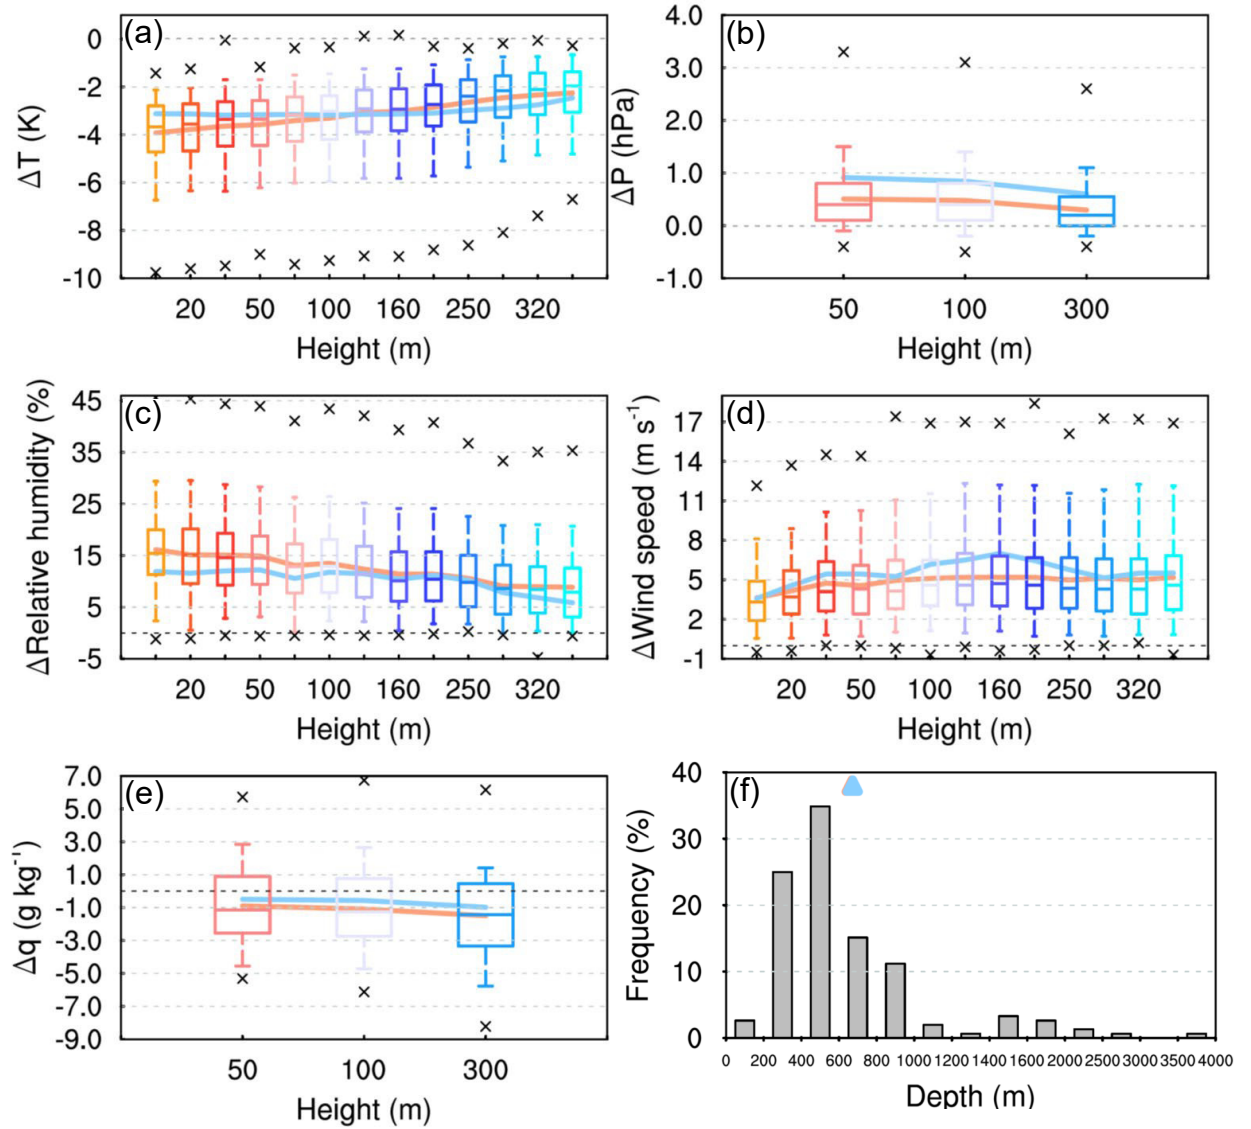 (a)
0
-2
-4
-6
-8
-10
ΔT (K)
20 50 100 160 250 320
Height (m)
(b)
4.0
3.0
2.0
1.0
0.0
-1.0
ΔP (hPa)
50 100 300
Height (m)
(c)
45
35
25
15
5
-5
ΔRelative humidity (%)
20 50 100 160 250 320
Height (m)
(d)
17
14
11
8
5
2
-1
ΔWind speed (m s⁻¹)
20 50 100 160 250 320
Height (m)
(e)
7.0
5.0
3.0
1.0
-1.0
-3.0
-5.0
-7.0
-9.0
Δq (g kg⁻¹)
50 100 300
Height (m)
(f)
40
30
20
10
0
Frequency (%)
0 200 400 600 800 1000 1200 1400 1600 2000 2500 3000 3500 4000
Depth (m)